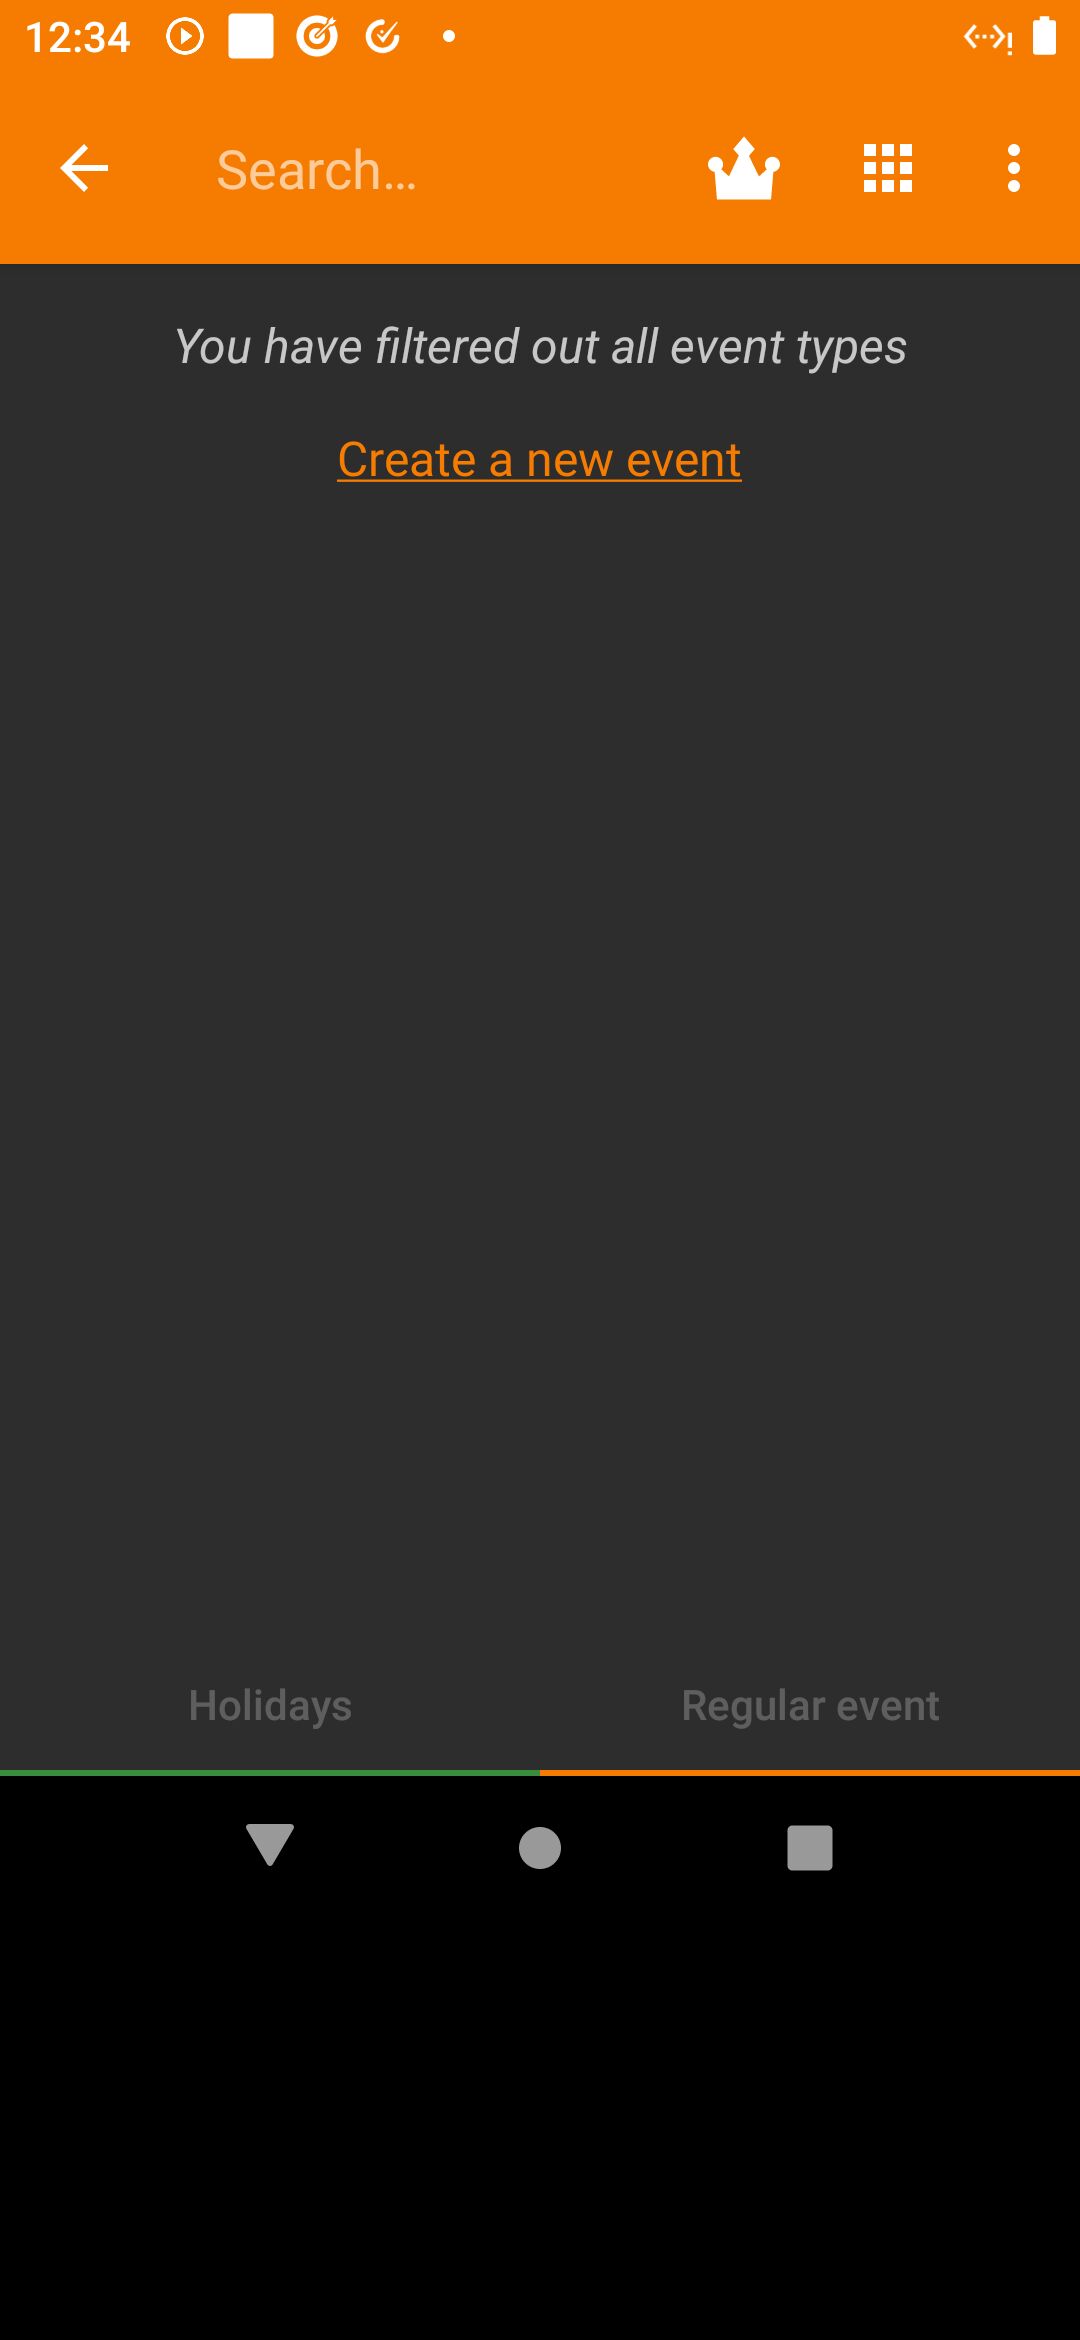 12:34
Search…
You have filtered out all event types
Create a new event
Holidays
Regular event